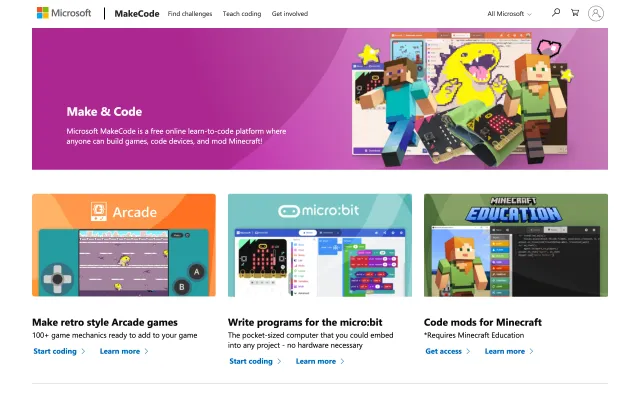 Microsoft MakeCode Find challenges Teach coding Get involved All Microsoft
Make & Code
Microsoft MakeCode is a free online learn-to-code platform where
anyone can build games, code devices, and mod Minecraft!
Arcade
A
B
micro:bit
MINECRAFT
EDUCATION
Make retro style Arcade games
100+ game mechanics ready to add to your game
Start coding
Learn more
Write programs for the micro:bit
The pocket-sized computer that you could embed
into any project - no hardware necessary
Start coding
Learn more
Code mods for Minecraft
*Requires Minecraft Education
Get access
Learn more